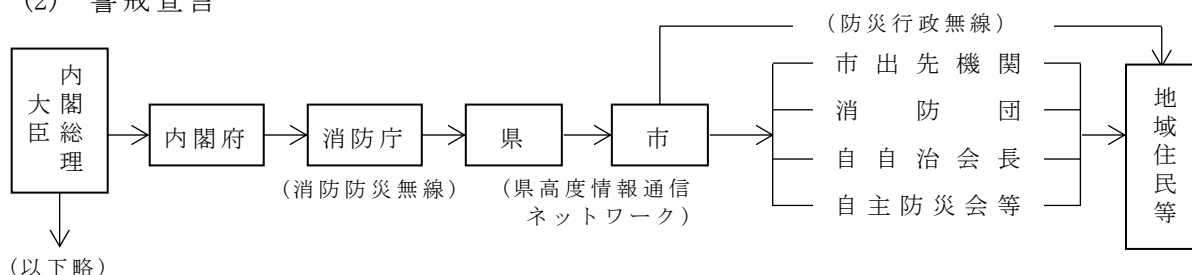 (2) 警戒宣言
(防災行政無線)
内閣総理
大臣
内閣府
消防庁
県
市
市出先機関
消防団
自自治会長
自主防災会等
地域住民等
(消防防災無線)
(県高度情報通信
ネットワーク)
(以下略)